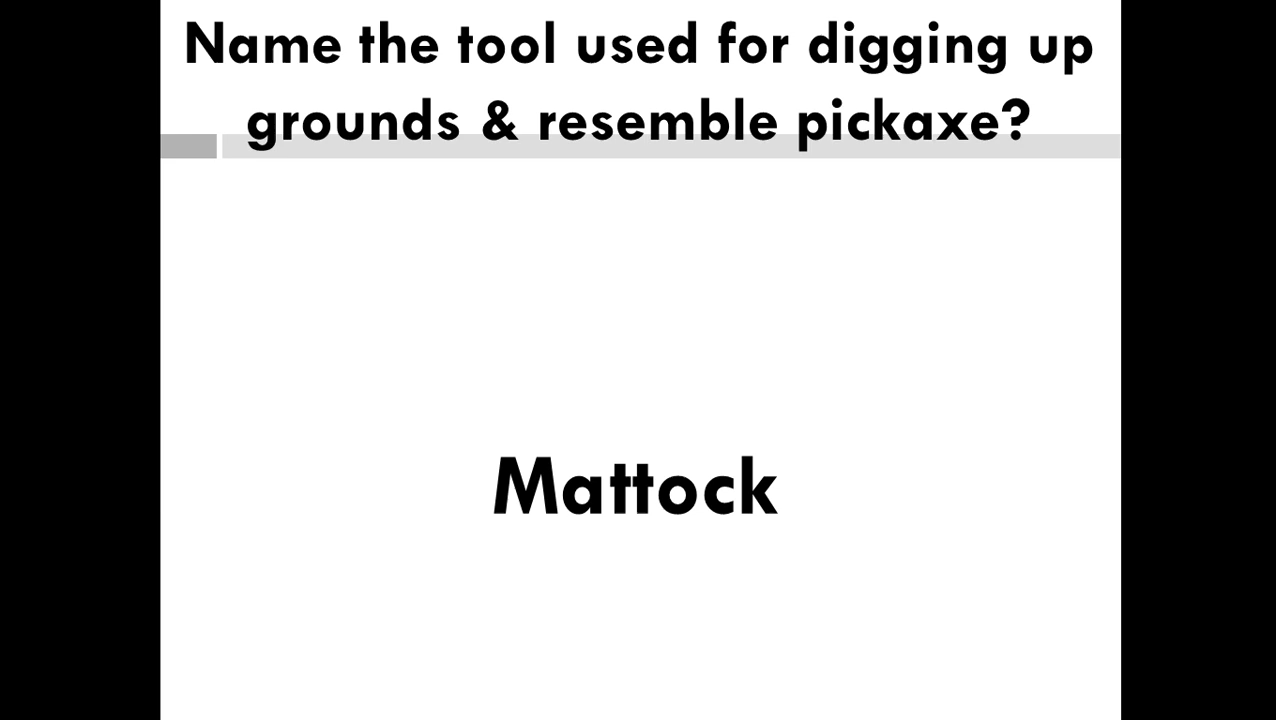 Name the tool used for digging up
grounds & resemble pickaxe?
Mattock